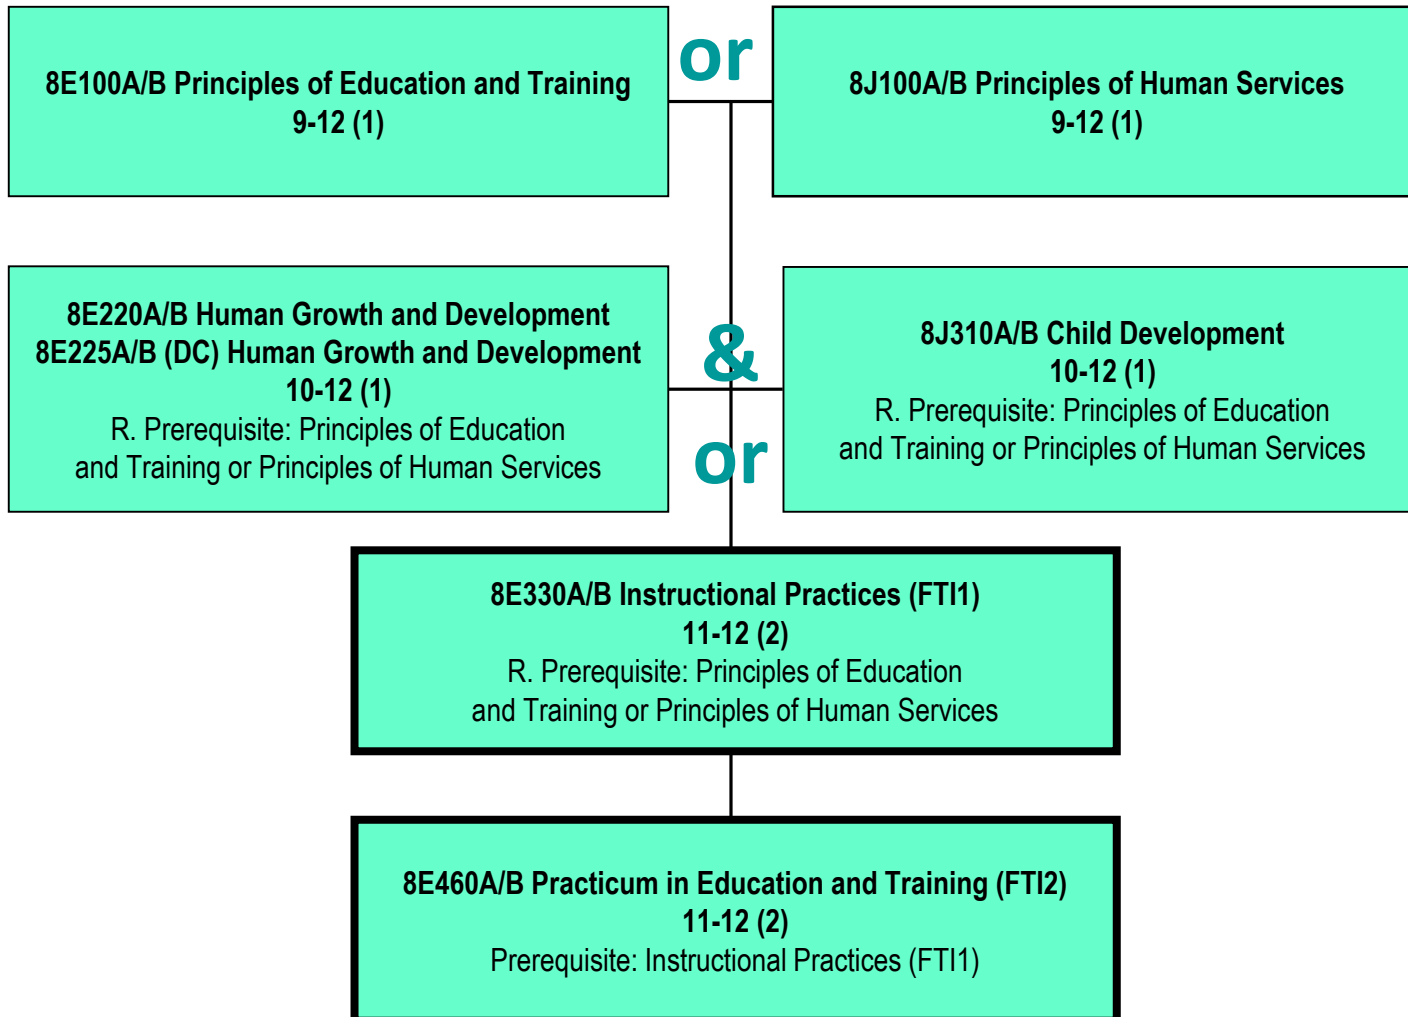 8E100A/B Principles of Education and Training
9-12 (1)
or
8J100A/B Principles of Human Services
9-12 (1)
8E220A/B Human Growth and Development
8E225A/B (DC) Human Growth and Development
10-12 (1)
R. Prerequisite: Principles of Education
and Training or Principles of Human Services
&
or
8J310A/B Child Development
10-12 (1)
R. Prerequisite: Principles of Education
and Training or Principles of Human Services
8E330A/B Instructional Practices (FTI1)
11-12 (2)
R. Prerequisite: Principles of Education
and Training or Principles of Human Services
8E460A/B Practicum in Education and Training (FTI2)
11-12 (2)
Prerequisite: Instructional Practices (FTI1)